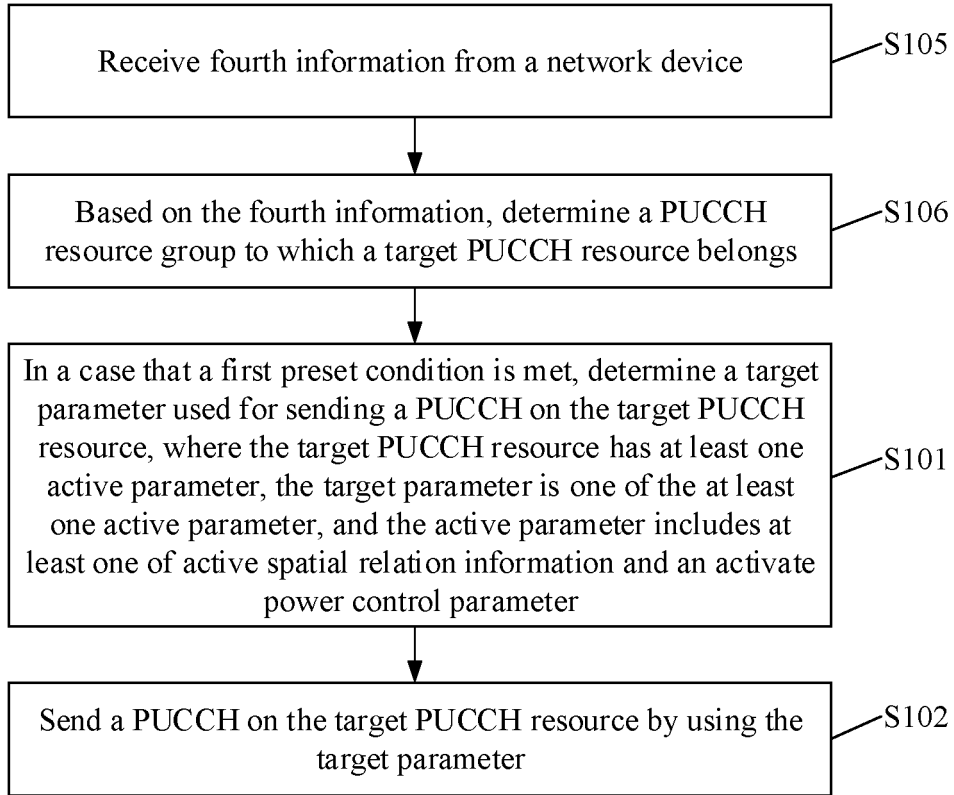 Receive fourth information from a network device
S105
Based on the fourth information, determine a PUCCH
resource group to which a target PUCCH resource belongs
S106
In a case that a first preset condition is met, determine a target
parameter used for sending a PUCCH on the target PUCCH
resource, where the target PUCCH resource has at least one
active parameter, the target parameter is one of the at least
one active parameter, and the active parameter includes at
least one of active spatial relation information and an activate
power control parameter
S101
Send a PUCCH on the target PUCCH resource by using the
target parameter
S102